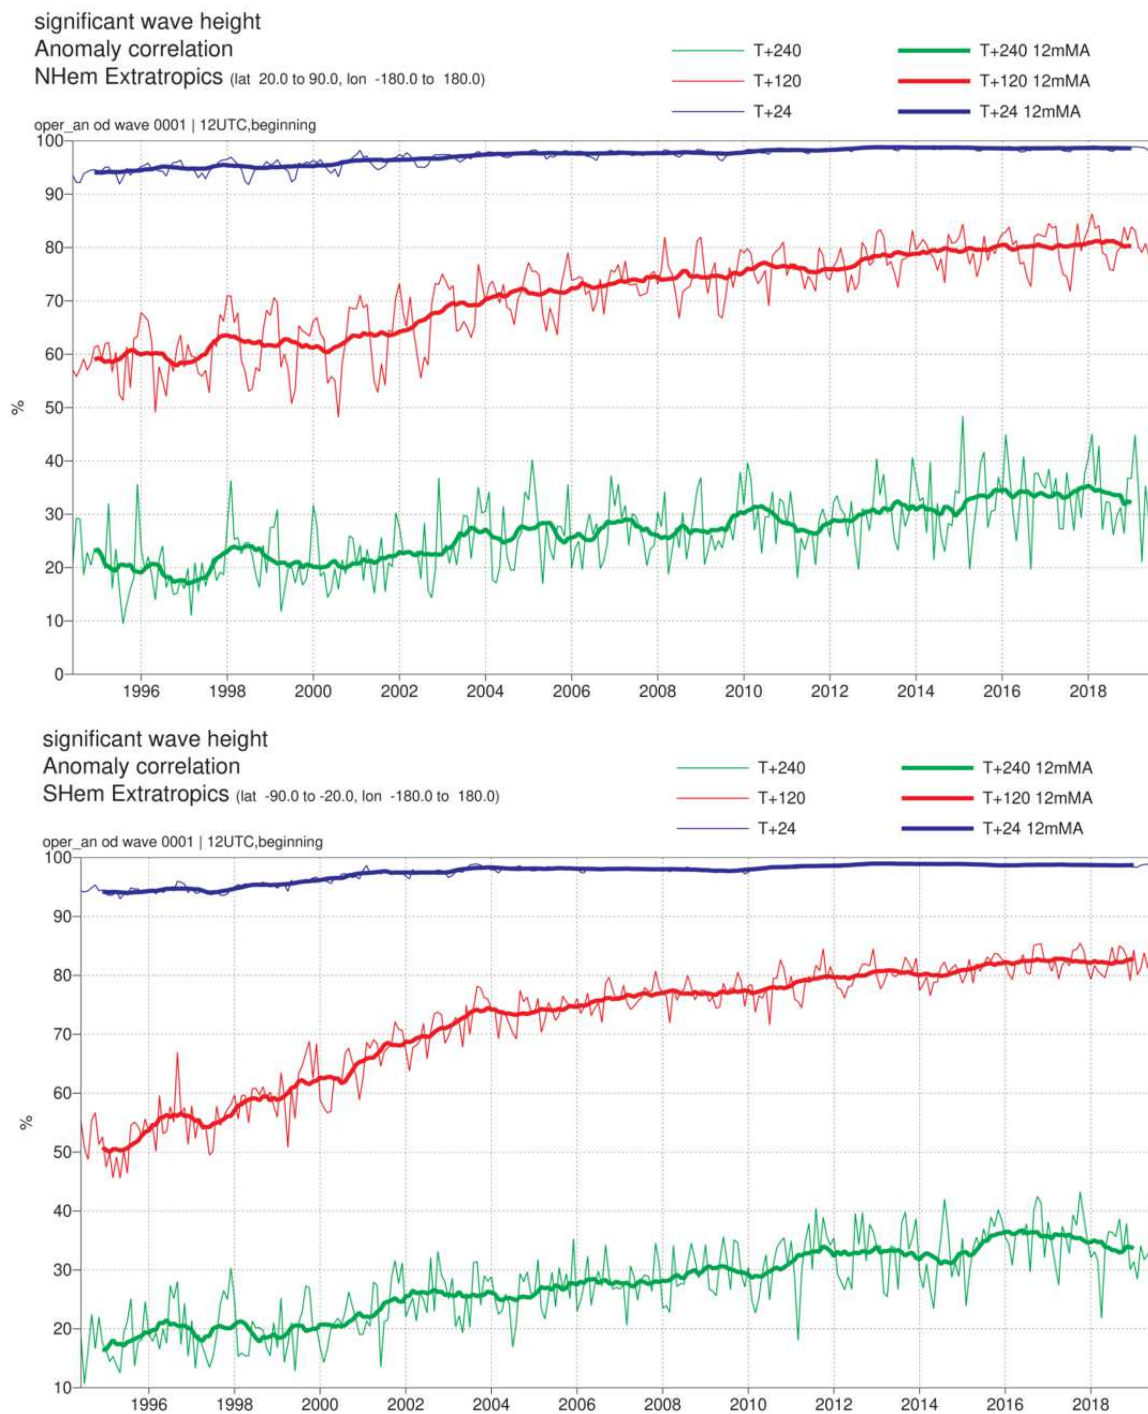 significant wave height
Anomaly correlation
NHem Extratropics (lat 20.0 to 90.0, lon -180.0 to 180.0)
T+240
T+240 12mMA
T+120
T+120 12mMA
T+24
T+24 12mMA
oper_an od wave 0001 | 12UTC,beginning
100
90
80
70
60
50
40
30
20
10
0
%
1996 1998 2000 2002 2004 2006 2008 2010 2012 2014 2016 2018
significant wave height
Anomaly correlation
SHem Extratropics (lat -90.0 to -20.0, lon -180.0 to 180.0)
T+240
T+240 12mMA
T+120
T+120 12mMA
T+24
T+24 12mMA
oper_an od wave 0001 | 12UTC,beginning
100
90
80
70
60
50
40
30
20
10
%
1996 1998 2000 2002 2004 2006 2008 2010 2012 2014 2016 2018